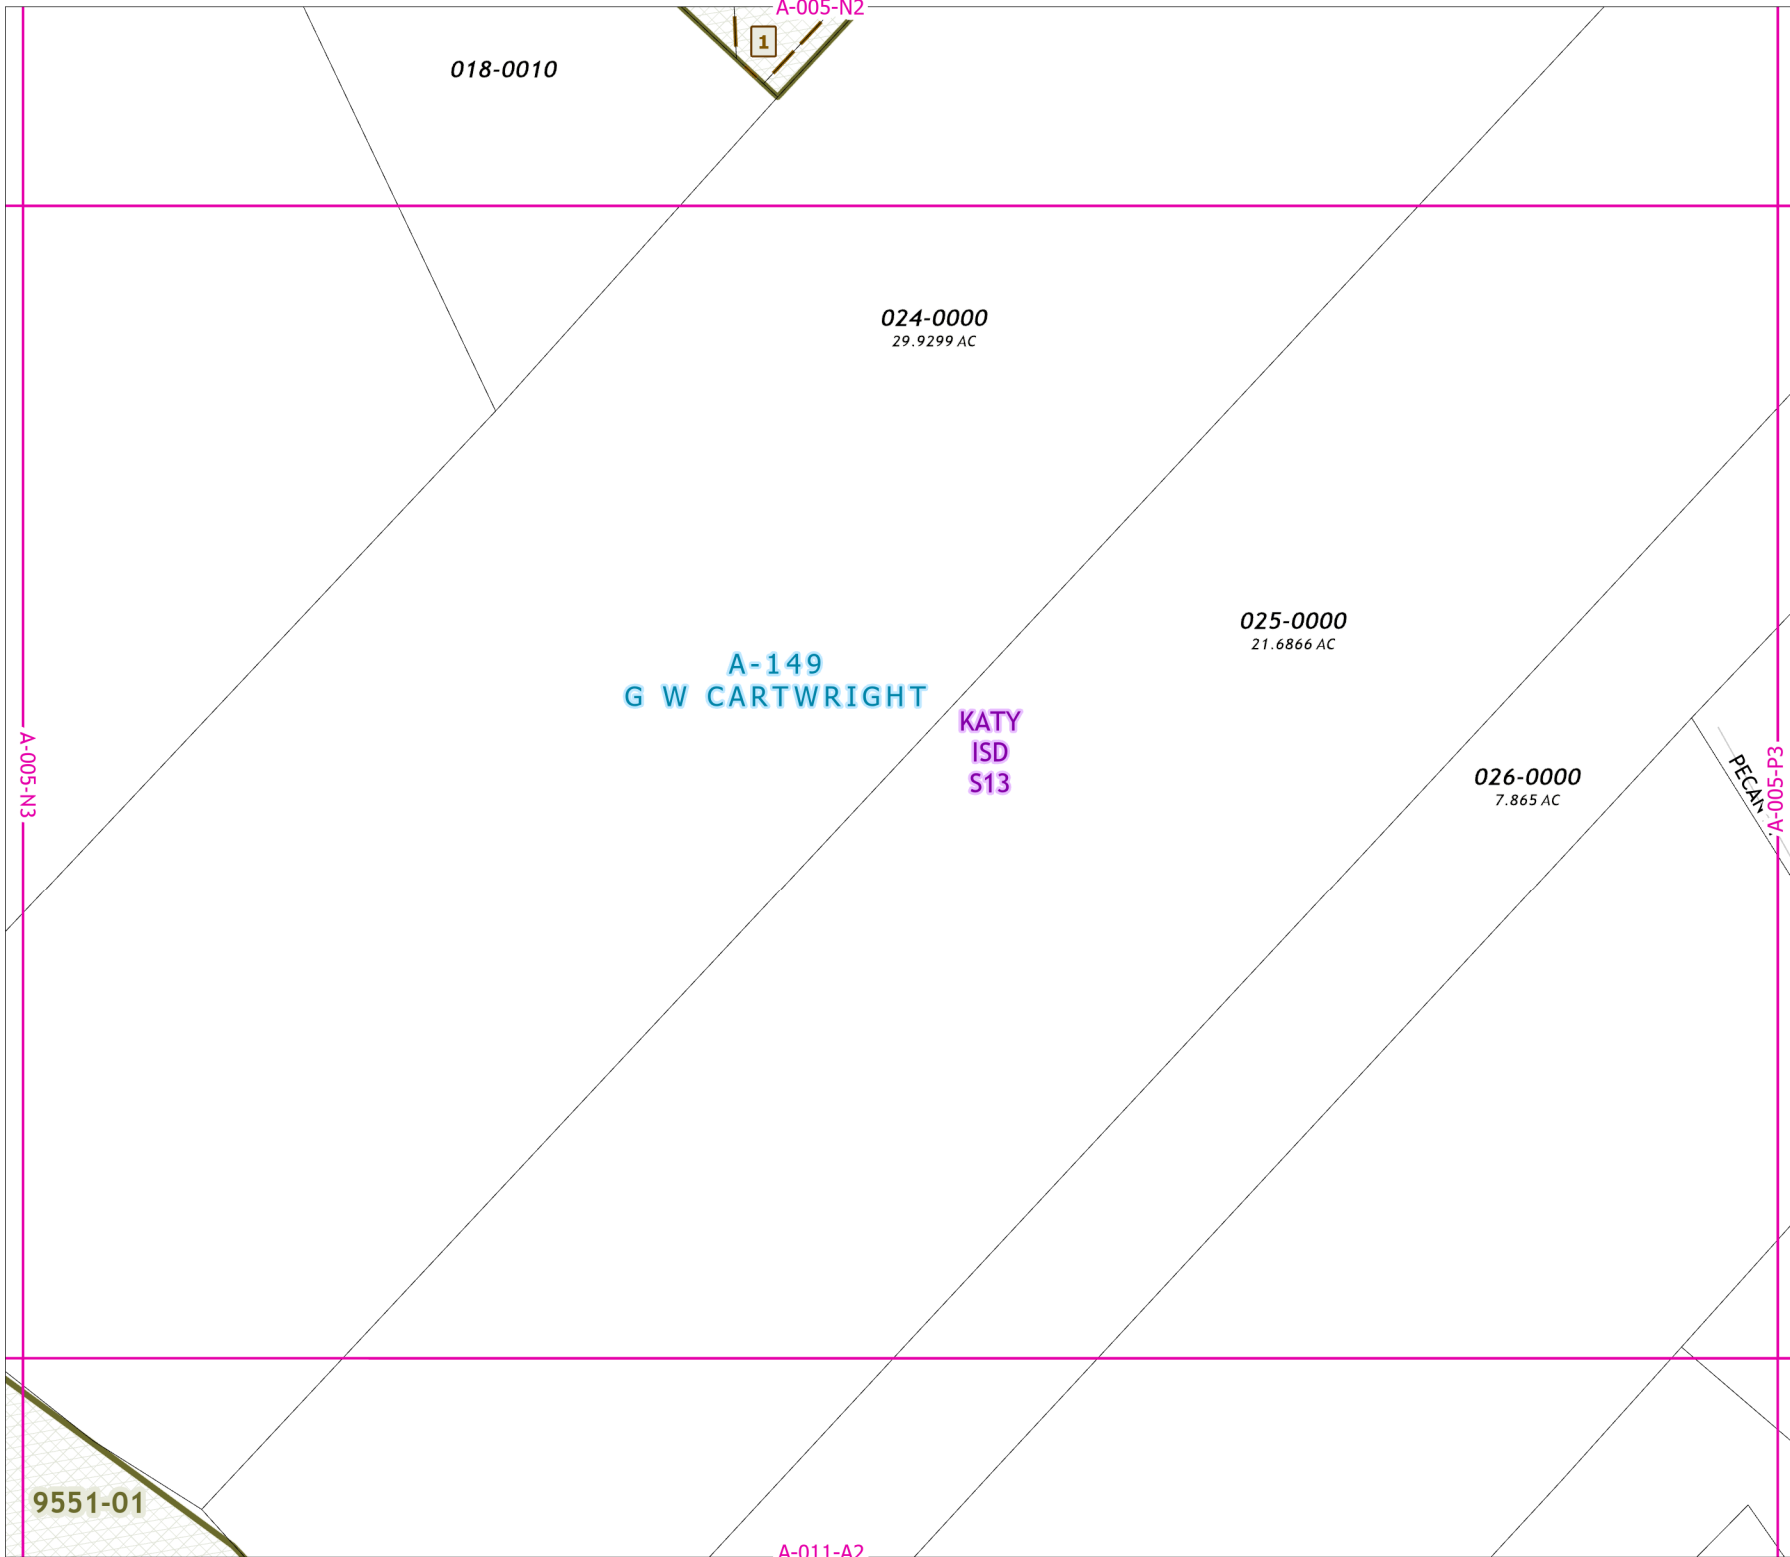 A-005-N2
1
018-0010
024-0000
29.9299 AC
025-0000
21.6866 AC
A-149
G W CARTWRIGHT
KATY
ISD
S13
A-005-N3
026-0000
7.865 AC
PECAN
A-005-P3
9551-01
A-011-A2